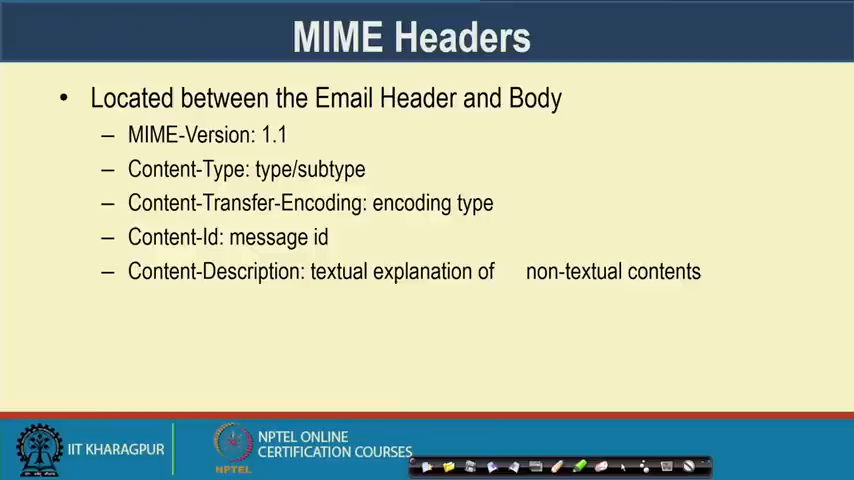 MIME Headers
• Located between the Email Header and Body
– MIME-Version: 1.1
– Content-Type: type/subtype
– Content-Transfer-Encoding: encoding type
– Content-Id: message id
– Content-Description: textual explanation of non-textual contents
IIT KHARAGPUR
NPTEL
NPTEL ONLINE
CERTIFICATION COURSES